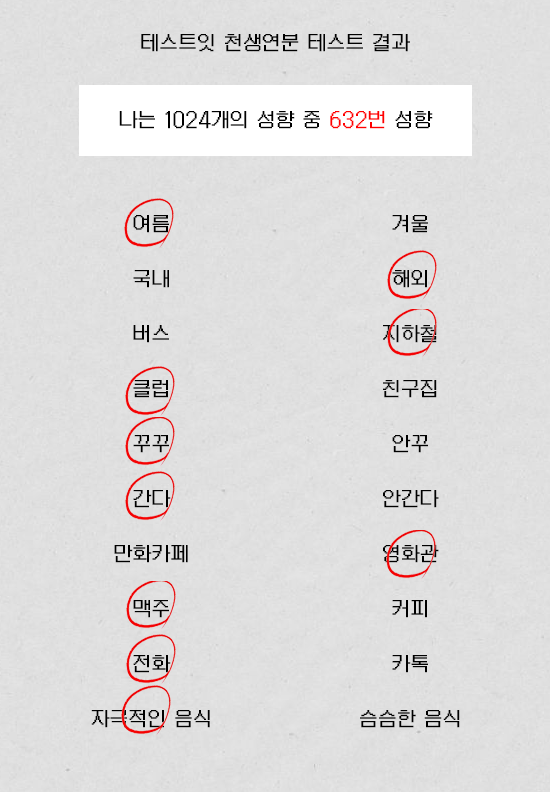 테스트잇 천생연분 테스트 결과
나는 1024개의 성향 중 632번 성향
여름 겨울
국내 해외
버스 지하철
클럽 친구집
꾸꾸 안꾸
간다 안간다
만화카페 영화관
맥주 커피
전화 카톡
자극적인 음식 슴슴한 음식